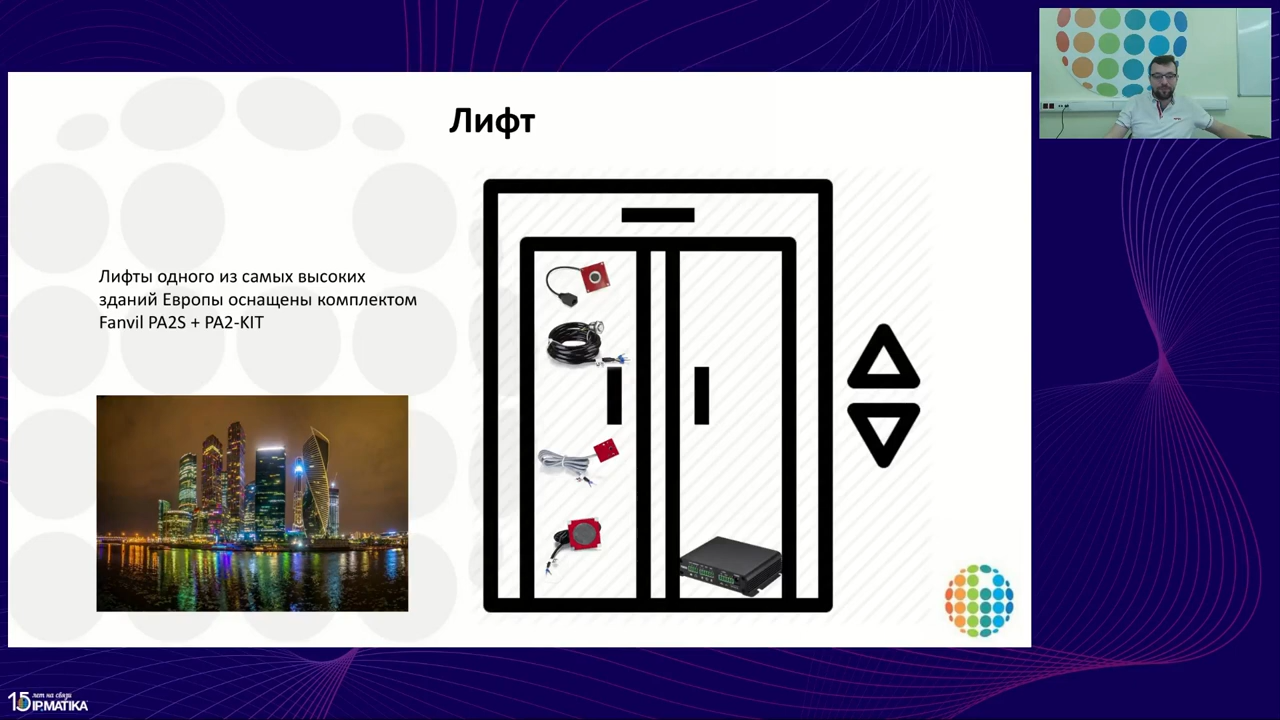 Лифт
Лифты одного из самых высоких
зданий Европы оснащены комплектом
Fanvil PA2S + PA2-KIT
15 лет на связи
IPMATIKA